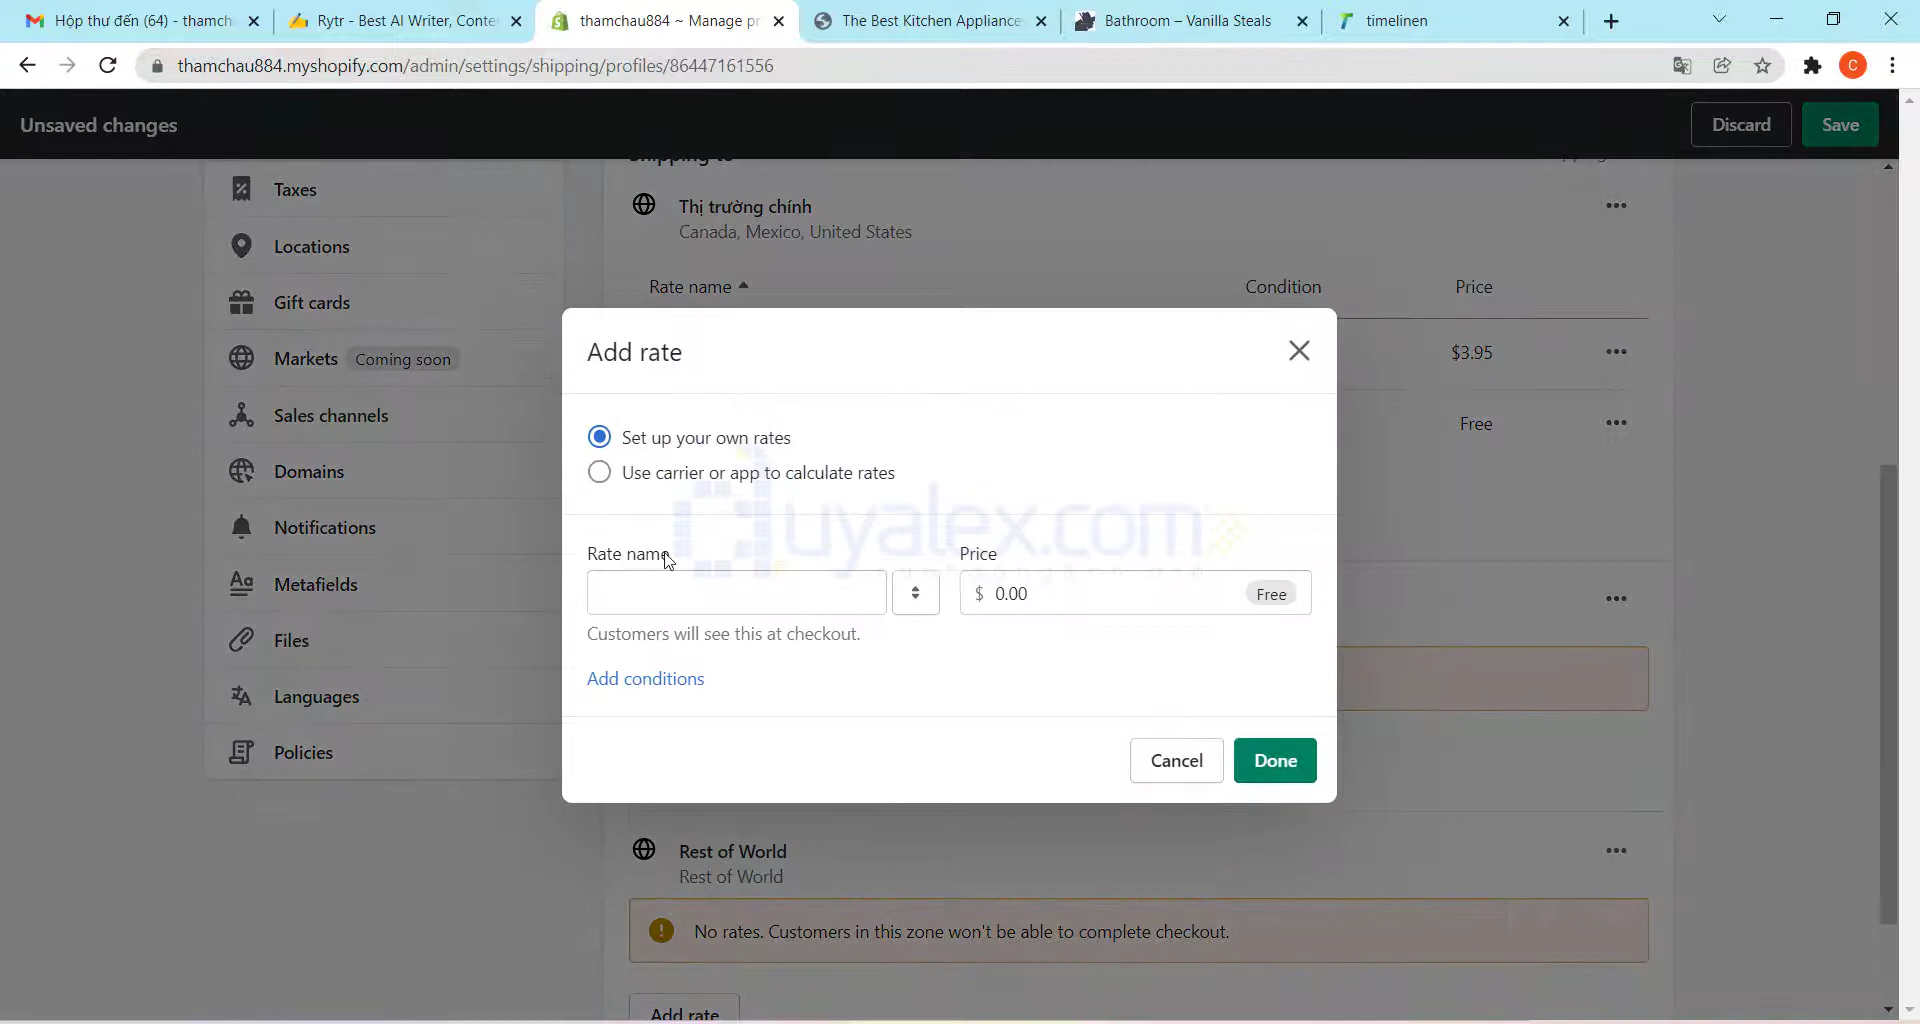 Hộp thư đến (64) - thamch
Rytr - Best AI Writer, Conte
thamchau884 ~ Manage pr
The Best Kitchen Appliance
Bathroom – Vanilla Steals
timelinen
thamchau884.myshopify.com/admin/settings/shipping/profiles/86447161556
C
Unsaved changes
Discard
Save
Shipping to
Taxes
Locations
Gift cards
Markets Coming soon
Sales channels
Domains
Notifications
Metafields
Files
Languages
Policies
Thị trường chính
Canada, Mexico, United States
Rate name
Condition
Price
$3.95
Free
Add rate
Set up your own rates
Use carrier or app to calculate rates
uyalex.com
Rate name
Price
$ 0.00
Free
Customers will see this at checkout.
Add conditions
Cancel
Done
Rest of World
Rest of World
No rates. Customers in this zone won't be able to complete checkout.
Add rate